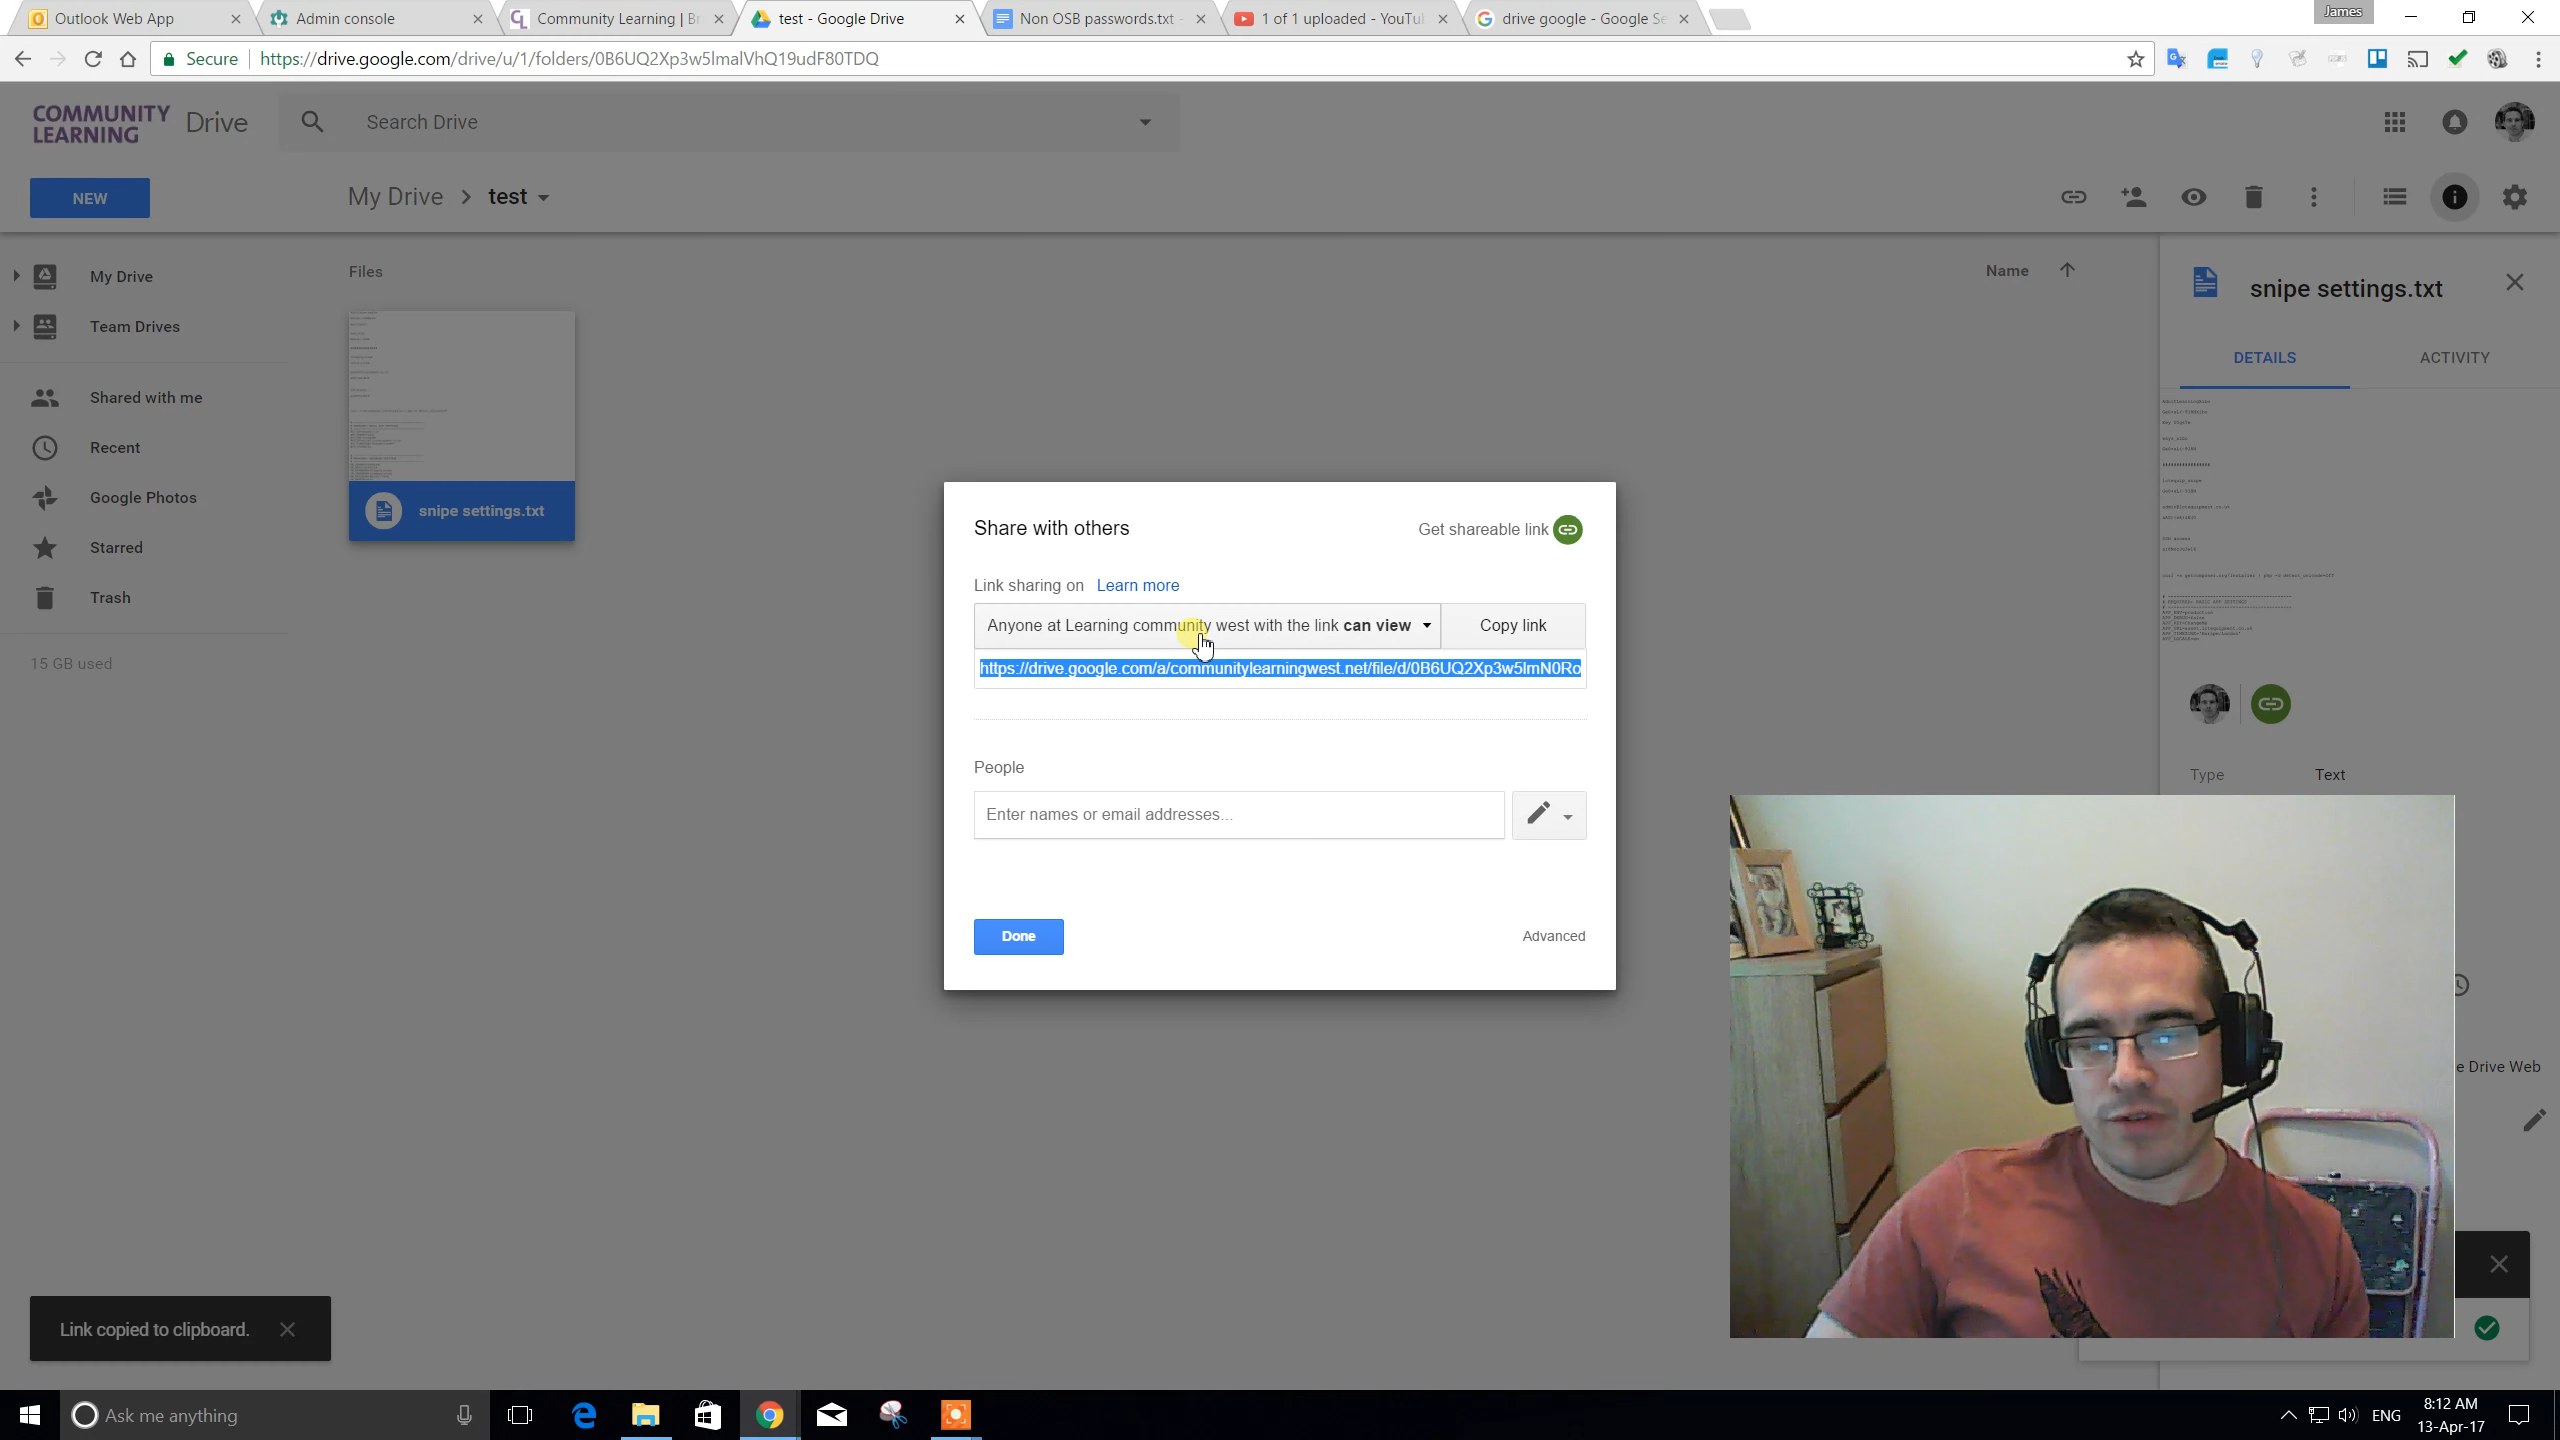 Outlook Web App
Admin console
Community Learning | Br
test - Google Drive
Non OSB passwords.txt -
1 of 1 uploaded - YouTu
drive google - Google Se
James
Secure
https://drive.google.com/drive/u/1/folders/0B6UQ2Xp3w5lmalVhQ19udF80TDQ
COMMUNITY
LEARNING
Drive
Search Drive
NEW
My Drive > test
My Drive
Team Drives
Shared with me
Recent
Google Photos
Starred
Trash
15 GB used
Files
Name
snipe settings.txt
snipe settings.txt
DETAILS
ACTIVITY
Type
Text
e Drive Web
Share with others
Get shareable link
Link sharing on Learn more
Anyone at Learning community west with the link can view
Copy link
https://drive.google.com/a/communitylearningwest.net/file/d/0B6UQ2Xp3w5lmN0Ro
People
Enter names or email addresses...
Done
Advanced
Link copied to clipboard.
Ask me anything
ENG
8:12 AM
13-Apr-17